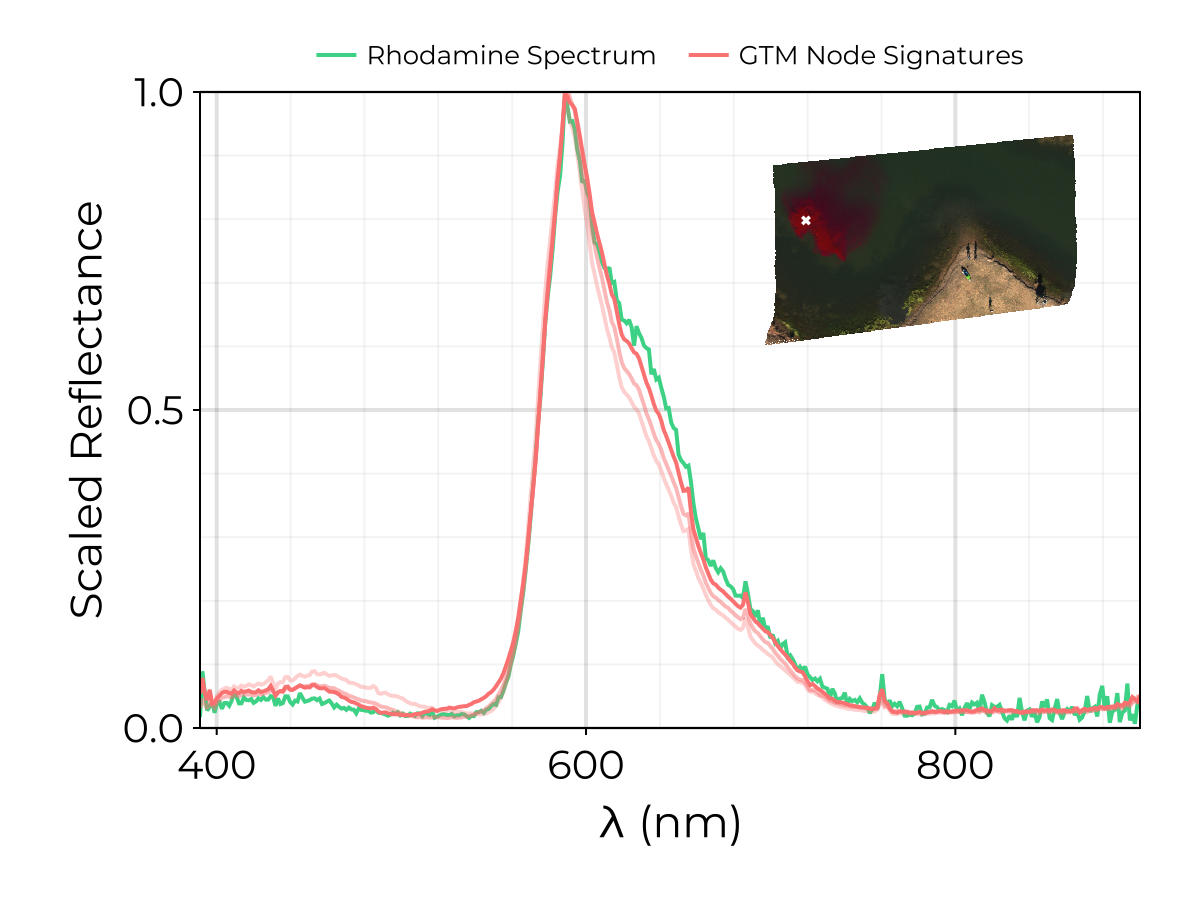 Rhodamine Spectrum GTM Node Signatures
1.0
0.5
0.0
Scaled Reflectance
400 600 800
λ (nm)